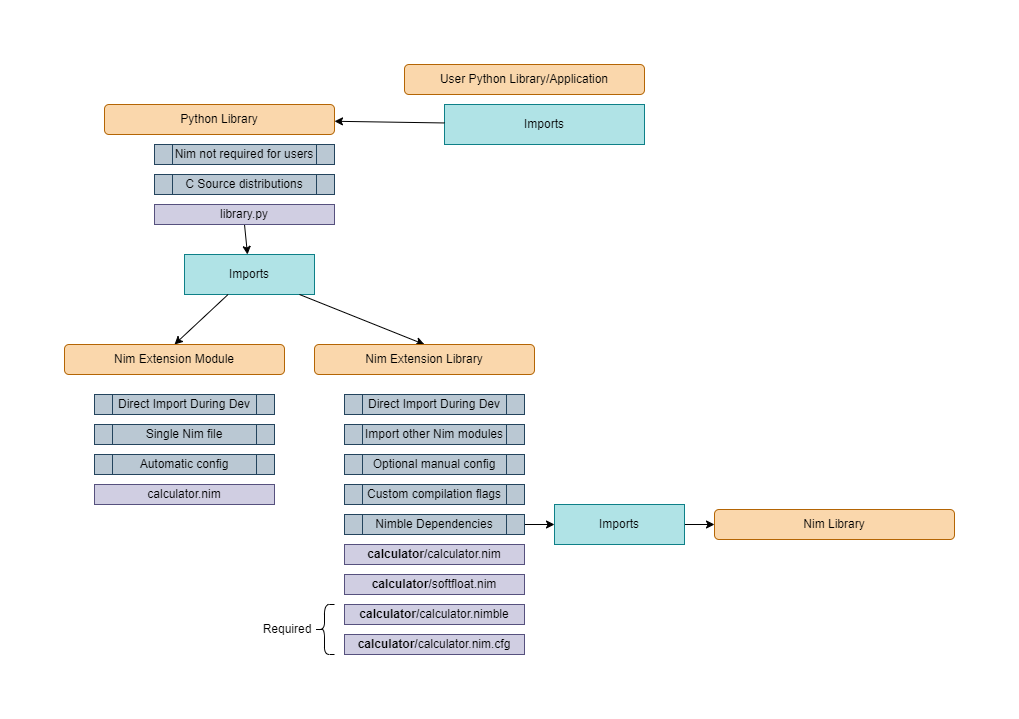 User Python Library/Application
Imports
Python Library
Nim not required for users
C Source distributions
library.py
Imports
Nim Extension Module
Direct Import During Dev
Single Nim file
Automatic config
calculator.nim
Nim Extension Library
Direct Import During Dev
Import other Nim modules
Optional manual config
Custom compilation flags
Nimble Dependencies
Imports
Nim Library
calculator/calculator.nim
calculator/softfloat.nim
Required
calculator/calculator.nimble
calculator/calculator.nim.cfg